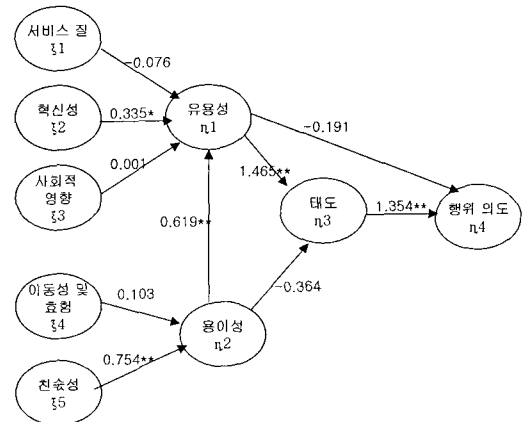 서비스 질
ξ1
-0.076
혁신성
ξ2
0.335*
유용성
η1
-0.191
사회적
영향
ξ3
0.001
1.465**
태도
η3
1.354**
행위 의도
η4
0.619**
이동성 및
효험
ξ4
0.103
-0.364
용이성
η2
0.754**
친숪성
ξ5